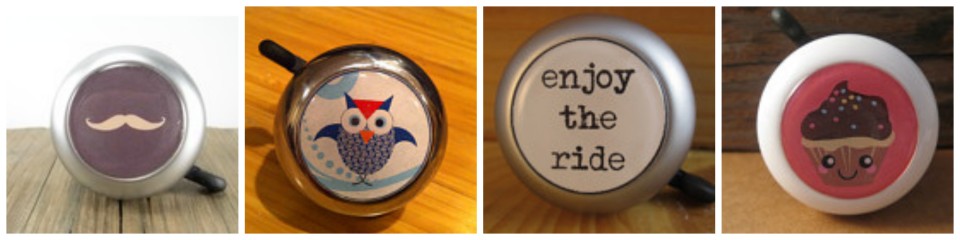 enjoy
the
ride